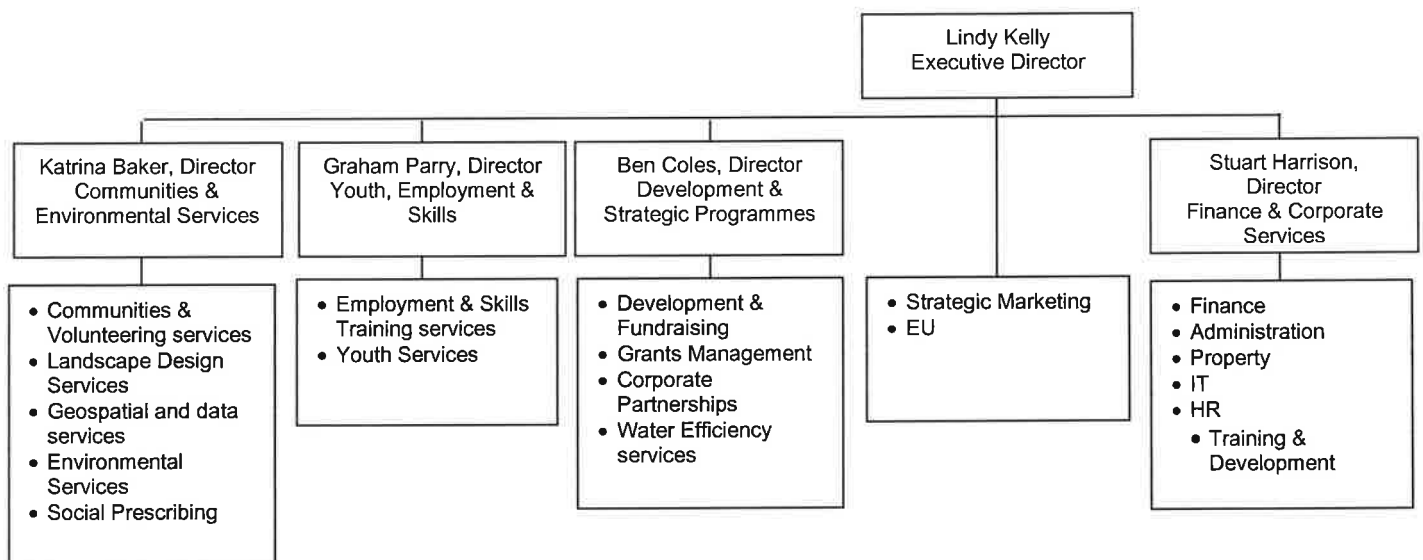 Lindy Kelly
Executive Director
Katrina Baker, Director
Communities &
Environmental Services
Graham Parry, Director
Youth, Employment &
Skills
Ben Coles, Director
Development &
Strategic Programmes
Stuart Harrison,
Director
Finance & Corporate
Services
• Communities &
Volunteering services
• Landscape Design
Services
• Geospatial and data
services
• Environmental
Services
• Social Prescribing
• Employment & Skills
Training services
• Youth Services
• Development &
Fundraising
• Grants Management
• Corporate
Partnerships
• Water Efficiency
services
• Strategic Marketing
• EU
• Finance
• Administration
• Property
• IT
• HR
• Training &
Development